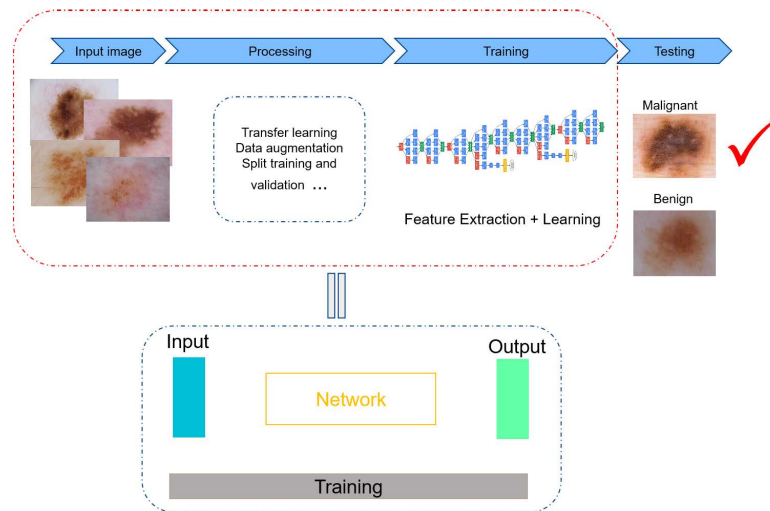 Input image
Processing
Training
Testing
Transfer learning
Data augmentation
Split training and
validation ...
Feature Extraction + Learning
Malignant
Benign
Input
Output
Network
Training